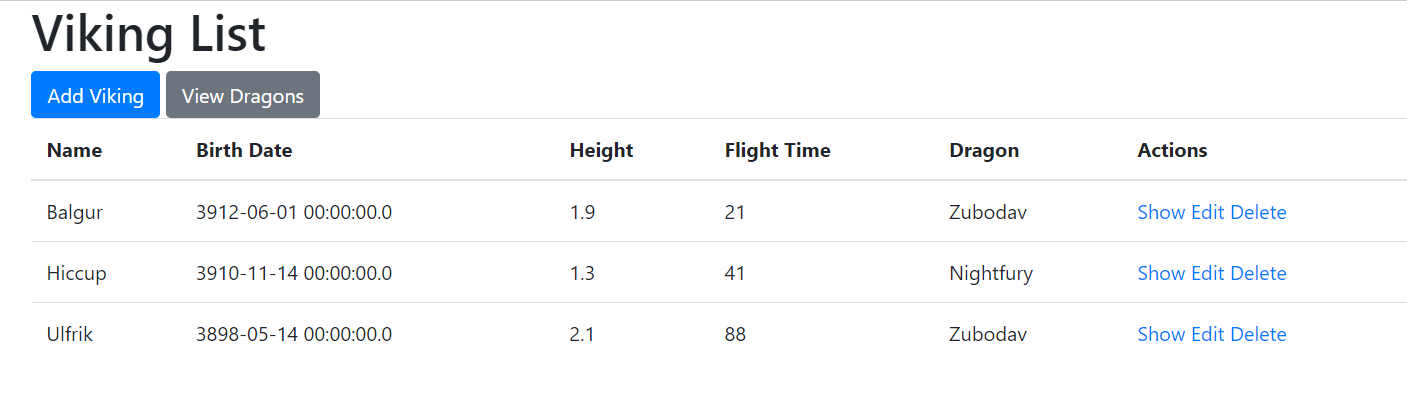 Viking List
Add Viking View Dragons
Name Birth Date Height Flight Time Dragon Actions
Balgur 3912-06-01 00:00:00.0 1.9 21 Zubodav Show Edit Delete
Hiccup 3910-11-14 00:00:00.0 1.3 41 Nightfury Show Edit Delete
Ulfrik 3898-05-14 00:00:00.0 2.1 88 Zubodav Show Edit Delete